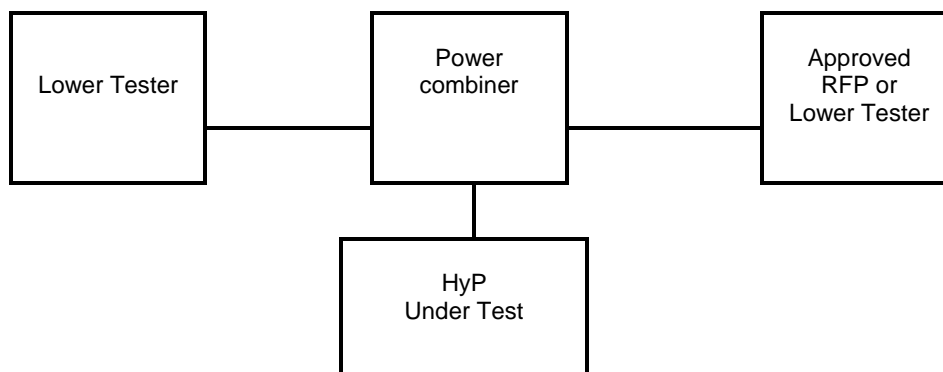 Lower Tester
Power
combiner
Approved
RFP or
Lower Tester
HyP
Under Test